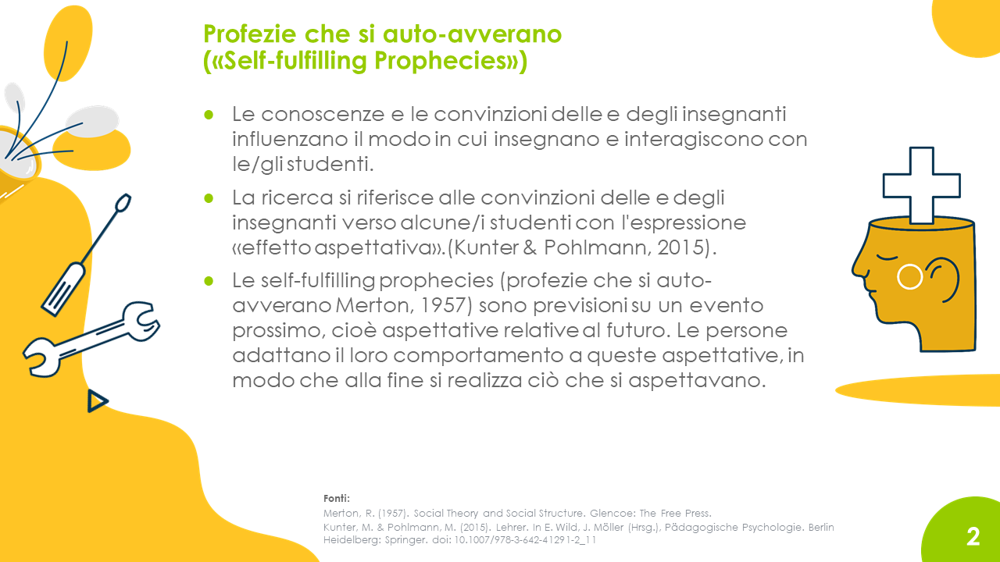 Profezie che si auto-avverano
(«Self-fulfilling Prophecies»)
● Le conoscenze e le convinzioni delle e degli insegnanti
influenzano il modo in cui insegnano e interagiscono con
le/gli studenti.
● La ricerca si riferisce alle convinzioni delle e degli
insegnanti verso alcune/i studenti con l'espressione
«effetto aspettativa».(Kunter & Pohlmann, 2015).
● Le self-fulfilling prophecies (profezie che si auto-
avverano Merton, 1957) sono previsioni su un evento
prossimo, cioè aspettative relative al futuro. Le persone
adattano il loro comportamento a queste aspettative, in
modo che alla fine si realizza ciò che si aspettavano.
Fonti:
Merton, R. (1957). Social Theory and Social Structure. Glencoe: The Free Press.
Kunter, M. & Pohlmann, M. (2015). Lehrer. In E. Wild, J. Möller (Hrsg.), Pädagogische Psychologie. Berlin
Heidelberg: Springer. doi: 10.1007/978-3-642-41291-2_11
2